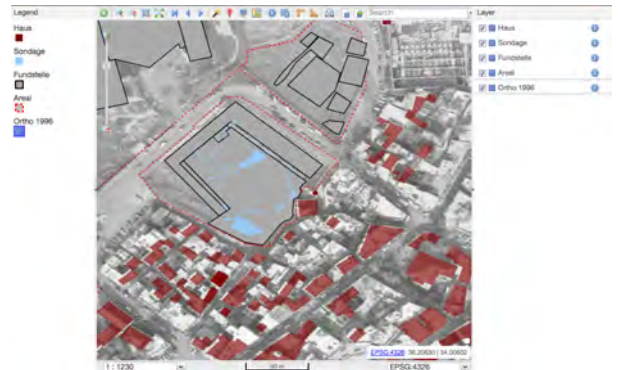 Legend
Haus
Sondage
Fundstelle
Areal
Ortho 1996
Search
Layer
Haus
Sondage
Fundstelle
Areal
Ortho 1996
EPSG:4326 36.20630 | 34.00602
1 : 1230
50 m
EPSG:4326